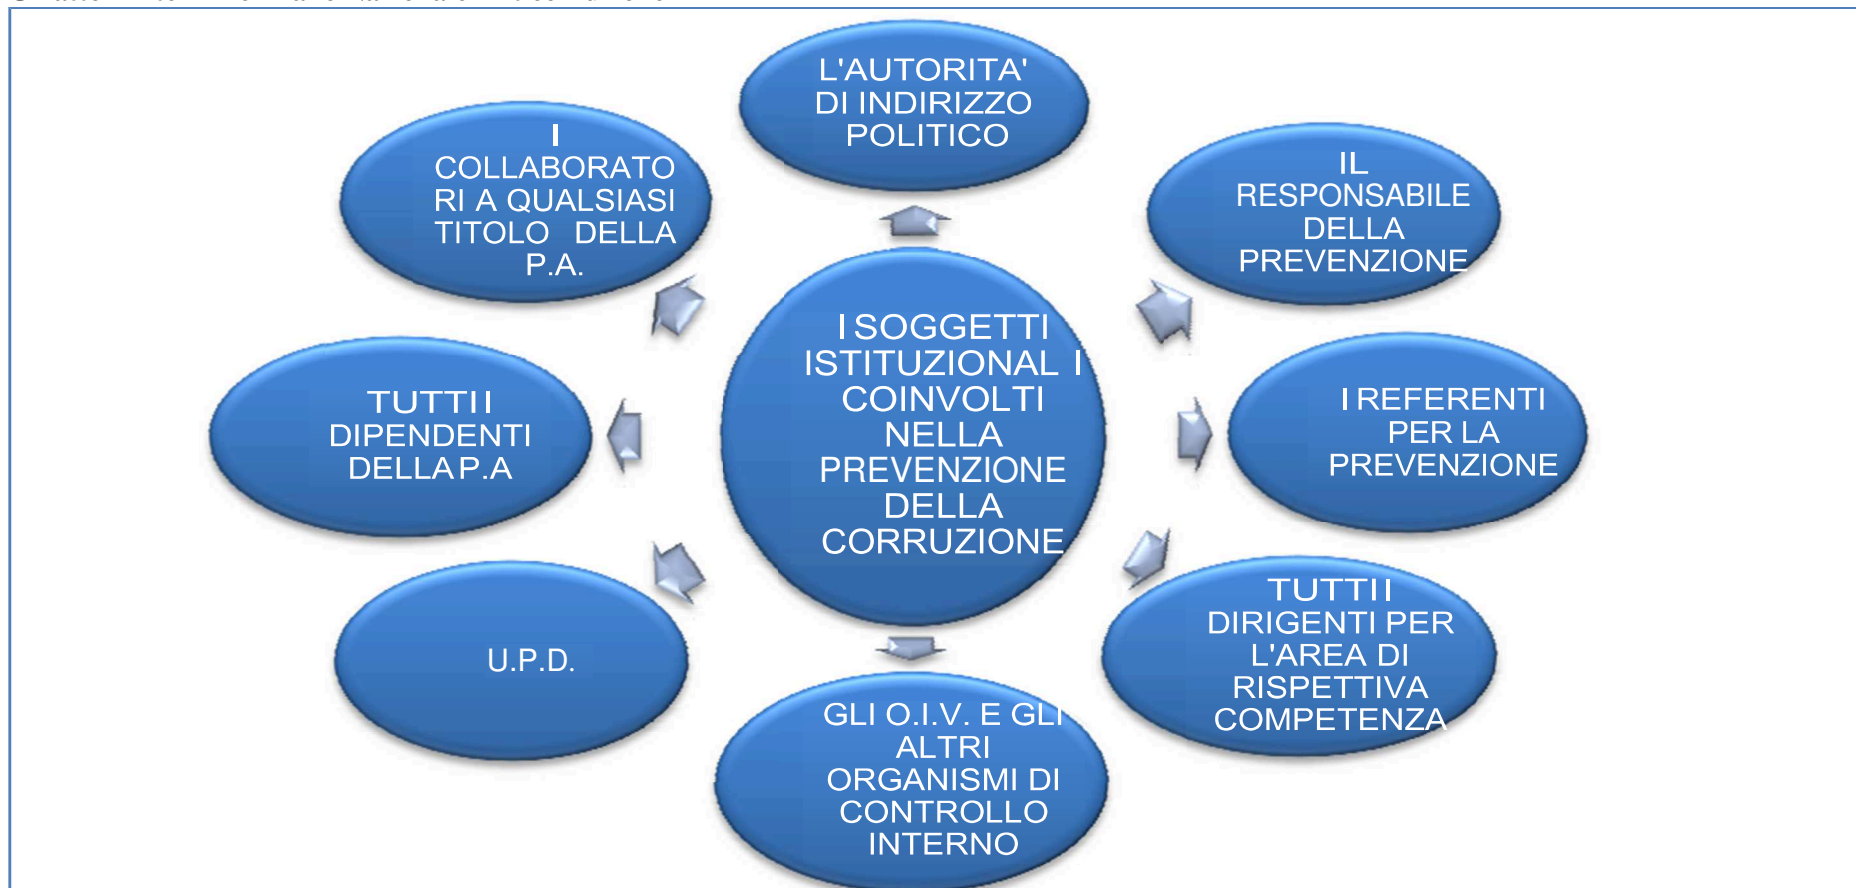 L'AUTORITA'
DI INDIRIZZO
POLITICO
IL
RESPONSABILE
DELLA
PREVENZIONE
I REFERENTI
PER LA
PREVENZIONE
TUTTI I
DIRIGENTI PER
L'AREA DI
RISPETTIVA
COMPETENZA
GLI O.I.V. E GLI
ALTRI
ORGANISMI DI
CONTROLLO
INTERNO
U.P.D.
TUTTI I
DIPENDENTI
DELLA P.A
I
COLLABORATO
RI A QUALSIASI
TITOLO DELLA
P.A.
I SOGGETTI
ISTITUZIONAL I
COINVOLTI
NELLA
PREVENZIONE
DELLA
CORRUZIONE